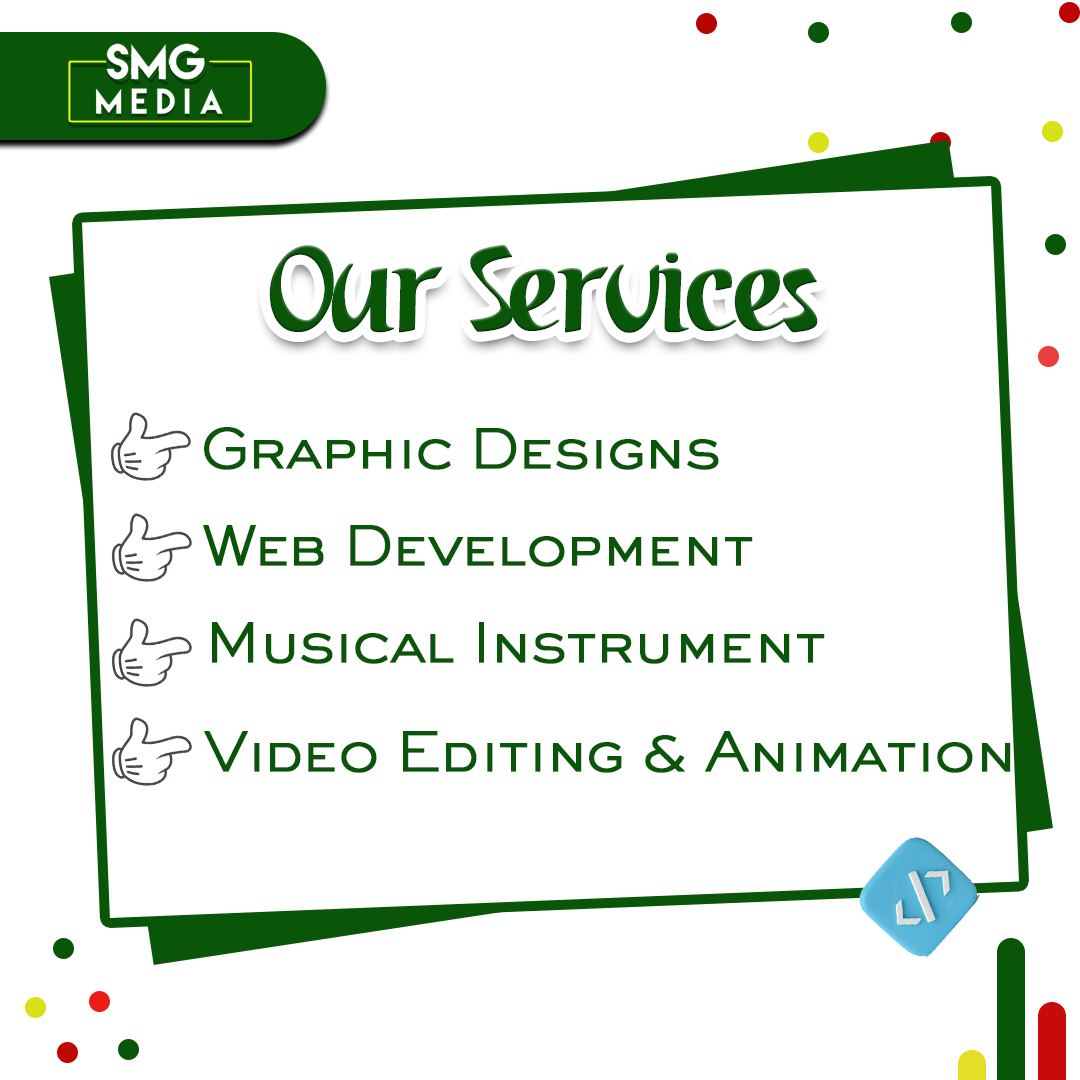 SMG
MEDIA
Our Services
Graphic Designs
Web Development
Musical Instrument
Video Editing & Animation